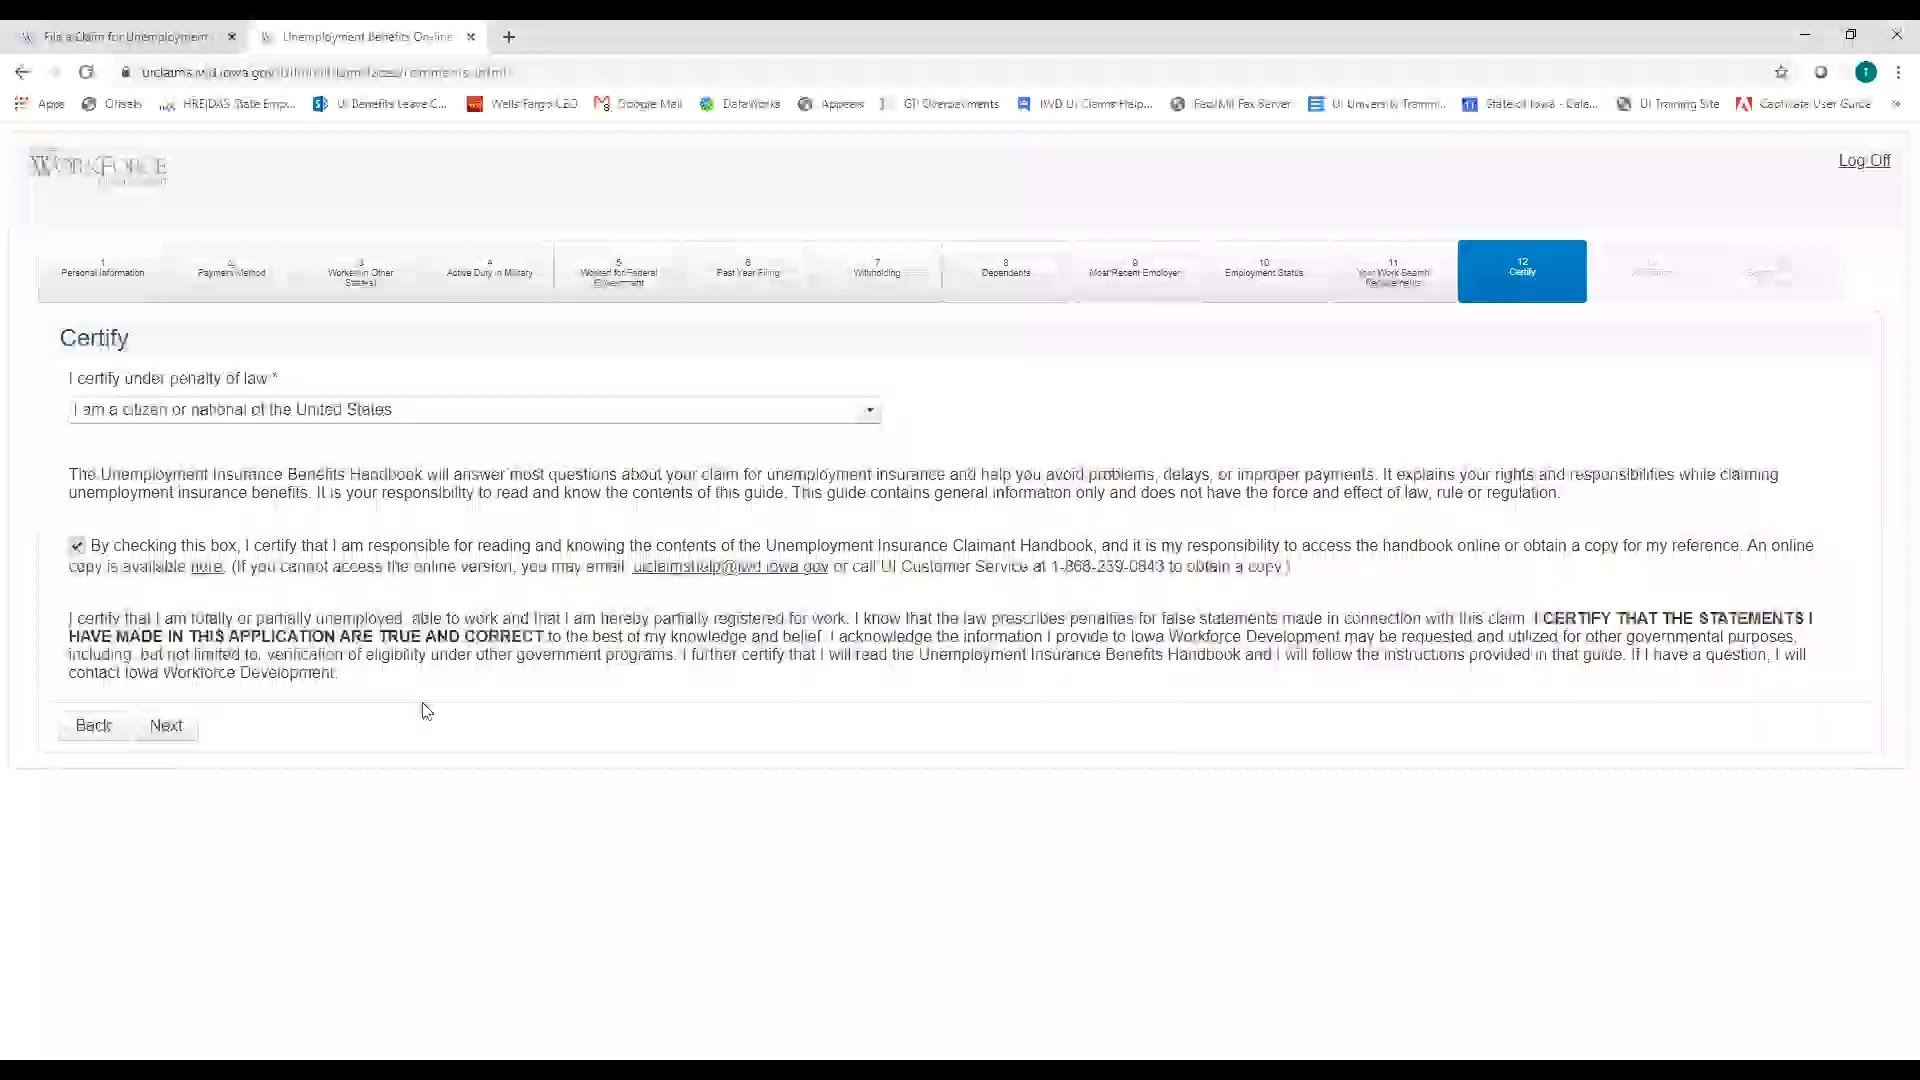 File a Claim for Unemployment
Unemployment Benefits On-line
Apps
HRE|DAS State Emp...
UI Benefits Leave C...
Google Mail
DataWorks
Appeals
IWD UI Claims Help...
UI Training Site
Captivate User Guide
WORKFORCE
Log Off
1 2 3 4 5 6 7 8 9 10 11 12
Personal Information Payment Method Worked in Other Active Duty in Military Worked for Federal Past Year Filing Withholding Dependents Most Recent Employer Employment Status Your Work Search Certify
State(s) Government Requirements
Certify
I certify under penalty of law *
I am a citizen or national of the United States
The Unemployment Insurance Benefits Handbook will answer most questions about your claim for unemployment insurance and help you avoid problems, delays, or improper payments. It explains your rights and responsibilities while claiming
unemployment insurance benefits. It is your responsibility to read and know the contents of this guide. This guide contains general information only and does not have the force and effect of law, rule or regulation.
By checking this box, I certify that I am responsible for reading and knowing the contents of the Unemployment Insurance Claimant Handbook, and it is my responsibility to access the handbook online or obtain a copy for my reference. An online
copy is available here. (If you cannot access the online version, you may email uiclaimshelp@iwd.iowa.gov or call UI Customer Service at 1-866-239-0843 to obtain a copy.)
I certify that I am totally or partially unemployed, able to work and that I am hereby partially registered for work. I know that the law prescribes penalties for false statements made in connection with this claim. I CERTIFY THAT THE STATEMENTS I
HAVE MADE IN THIS APPLICATION ARE TRUE AND CORRECT to the best of my knowledge and belief. I acknowledge the information I provide to Iowa Workforce Development may be requested and utilized for other governmental purposes,
including, but not limited to, verification of eligibility under other government programs. I further certify that I will read the Unemployment Insurance Benefits Handbook and I will follow the instructions provided in that guide. If I have a question, I will
contact Iowa Workforce Development.
Back Next